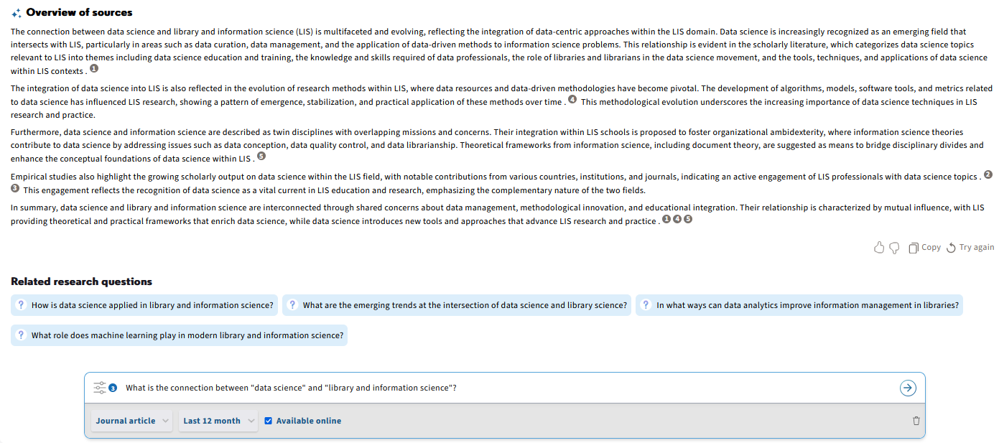 Overview of sources
The connection between data science and library and information science (LIS) is multifaceted and evolving, reflecting the integration of data-centric approaches within the LIS domain. Data science is increasingly recognized as an emerging field that
intersects with LIS, particularly in areas such as data curation, data management, and the application of data-driven methods to information science problems. This relationship is evident in the scholarly literature, which categorizes data science topics
relevant to LIS into themes including data science education and training, the knowledge and skills required of data professionals, the role of libraries and librarians in the data science movement, and the tools, techniques, and applications of data science
within LIS contexts . 1
The integration of data science into LIS is also reflected in the evolution of research methods within LIS, where data resources and data-driven methodologies have become pivotal. The development of algorithms, models, software tools, and metrics related
to data science has influenced LIS research, showing a pattern of emergence, stabilization, and practical application of these methods over time . 4 This methodological evolution underscores the increasing importance of data science techniques in LIS
research and practice.
Furthermore, data science and information science are described as twin disciplines with overlapping missions and concerns. Their integration within LIS schools is proposed to foster organizational ambidexterity, where information science theories
contribute to data science by addressing issues such as data conception, data quality control, and data librarianship. Theoretical frameworks from information science, including document theory, are suggested as means to bridge disciplinary divides and
enhance the conceptual foundations of data science within LIS . 5
Empirical studies also highlight the growing scholarly output on data science within the LIS field, with notable contributions from various countries, institutions, and journals, indicating an active engagement of LIS professionals with data science topics . 2
3 This engagement reflects the recognition of data science as a vital current in LIS education and research, emphasizing the complementary nature of the two fields.
In summary, data science and library and information science are interconnected through shared concerns about data management, methodological innovation, and educational integration. Their relationship is characterized by mutual influence, with LIS
providing theoretical and practical frameworks that enrich data science, while data science introduces new tools and approaches that advance LIS research and practice . 1 4 5
Copy Try again
Related research questions
? How is data science applied in library and information science? ? What are the emerging trends at the intersection of data science and library science? ? In what ways can data analytics improve information management in libraries?
? What role does machine learning play in modern library and information science?
3 What is the connection between "data science" and "library and information science"?
Journal article Last 12 month Available online